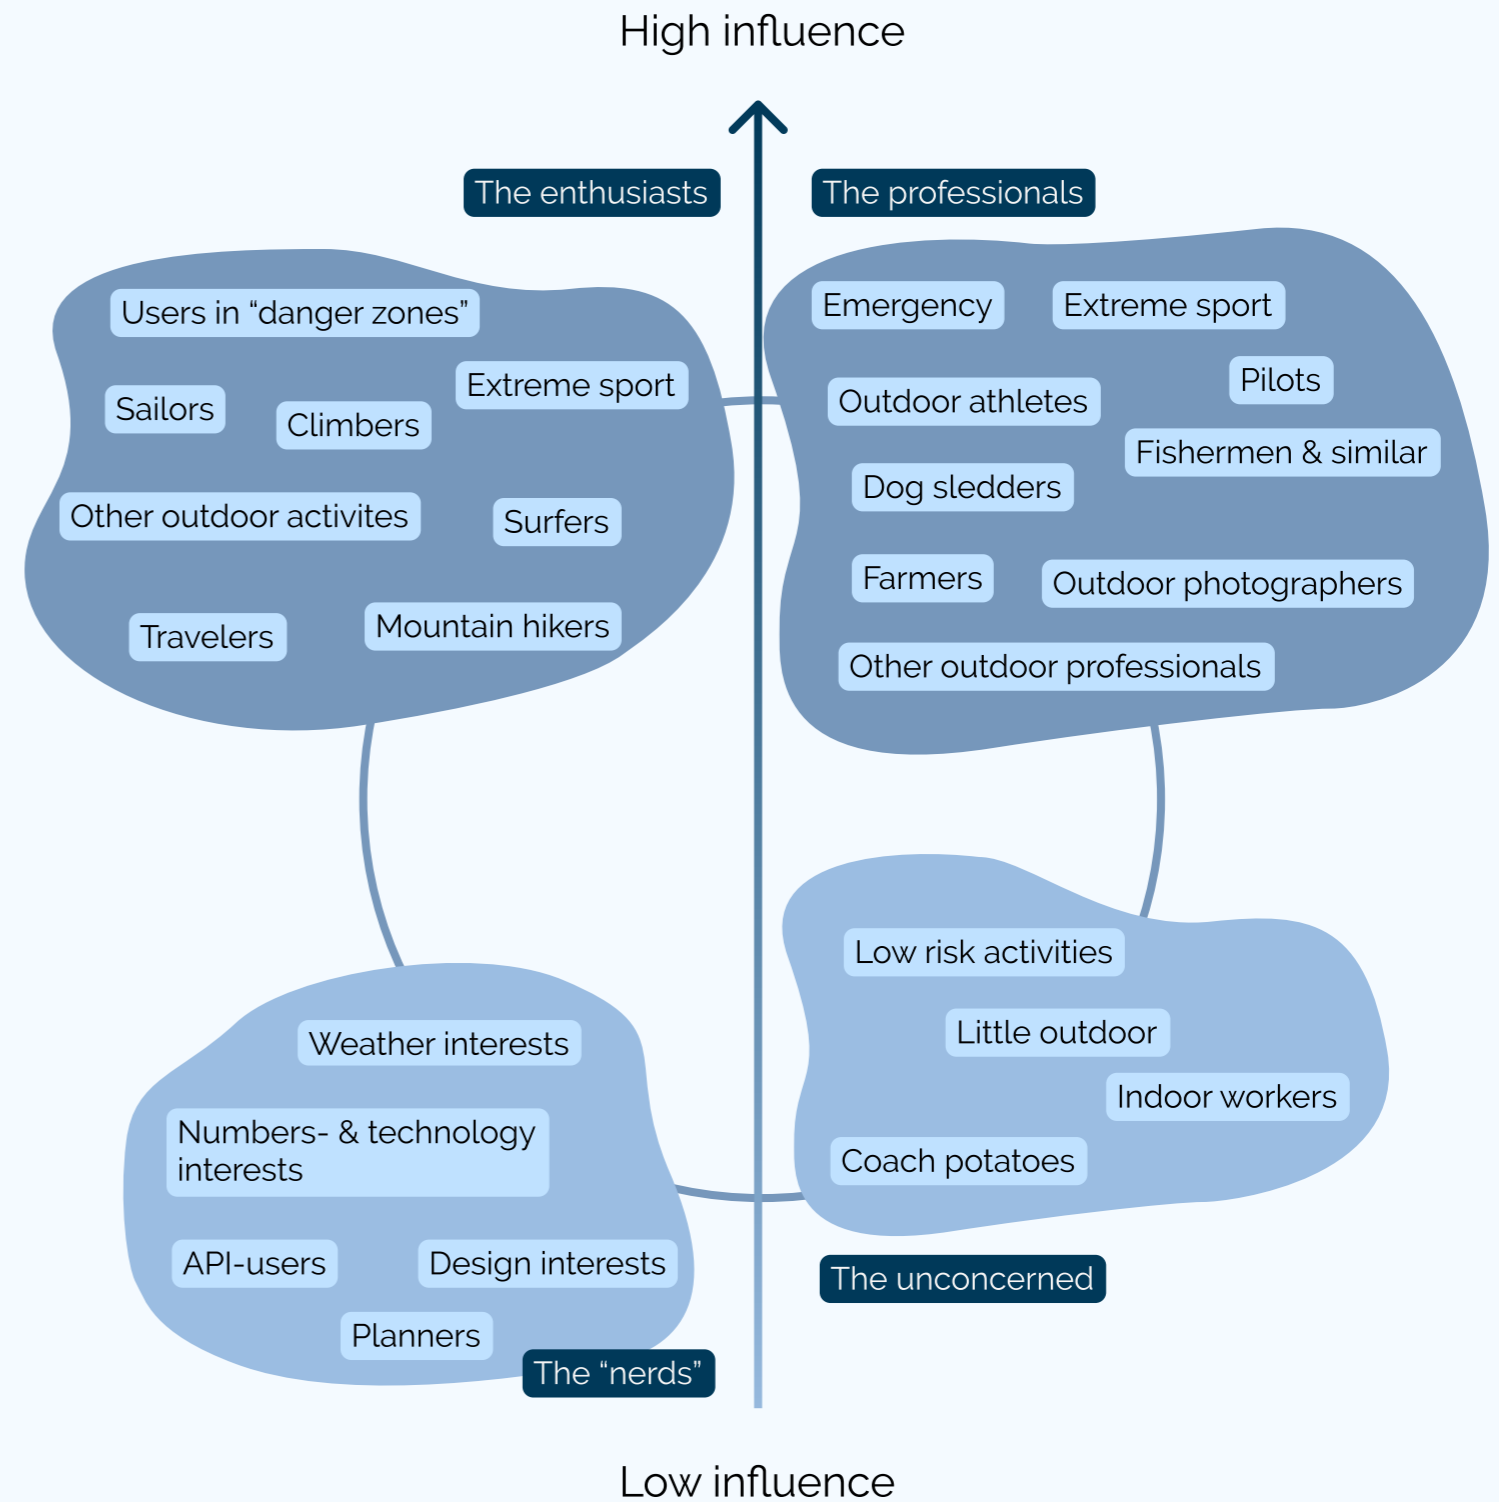 High influence
The enthusiasts
The professionals
Users in “danger zones”
Extreme sport
Sailors
Climbers
Other outdoor activites
Surfers
Travelers
Mountain hikers
Emergency
Extreme sport
Pilots
Outdoor athletes
Fishermen & similar
Dog sledders
Farmers
Outdoor photographers
Other outdoor professionals
Weather interests
Numbers- & technology
interests
API-users
Design interests
Planners
The “nerds”
Low risk activities
Little outdoor
Indoor workers
Coach potatoes
The unconcerned
Low influence